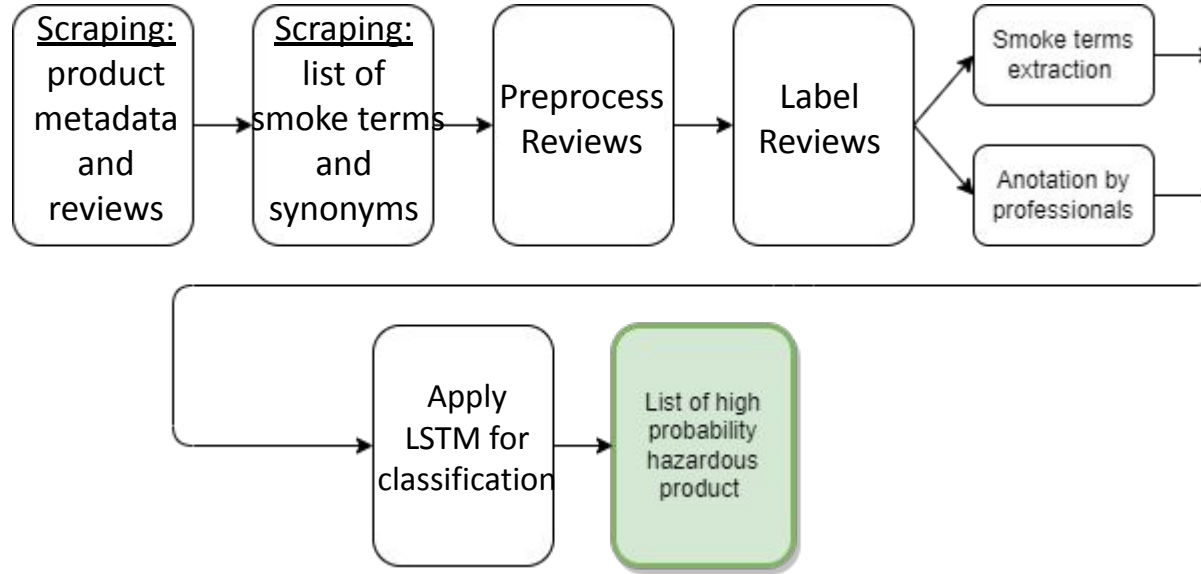 Scraping:
product
metadata
and
reviews
Scraping:
list of
smoke terms
and
synonyms
Preprocess
Reviews
Label
Reviews
Smoke terms
extraction
Anotation by
professionals
Apply
LSTM for
classification
List of high
probability
hazardous
product